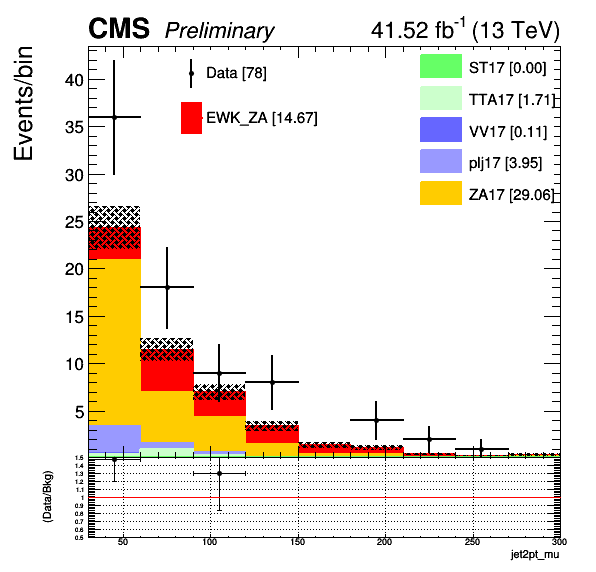 CMS Preliminary 41.52 fb-1 (13 TeV)
Events/bin
40
35
30
25
20
15
10
5
Data [78]
EWK_ZA [14.67]
ST17 [0.00]
TTA17 [1.71]
VV17 [0.11]
plj17 [3.95]
ZA17 [29.06]
(Data/Bkg)
1.5
1.4
1.3
1.2
1.1
1
0.9
0.8
0.7
0.6
0.5
50 100 150 200 250 300
jet2pt_mu